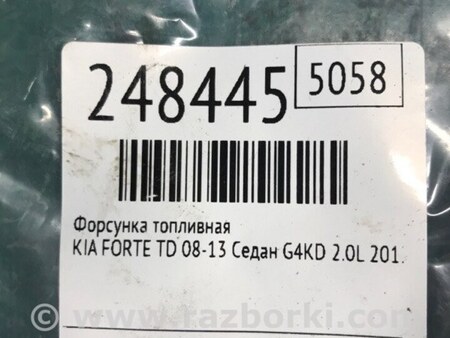 248445 5058
Форсунка топливная
KIA FORTE TD 08-13 Седан G4KD 2.0L 201.
www.razborki.com